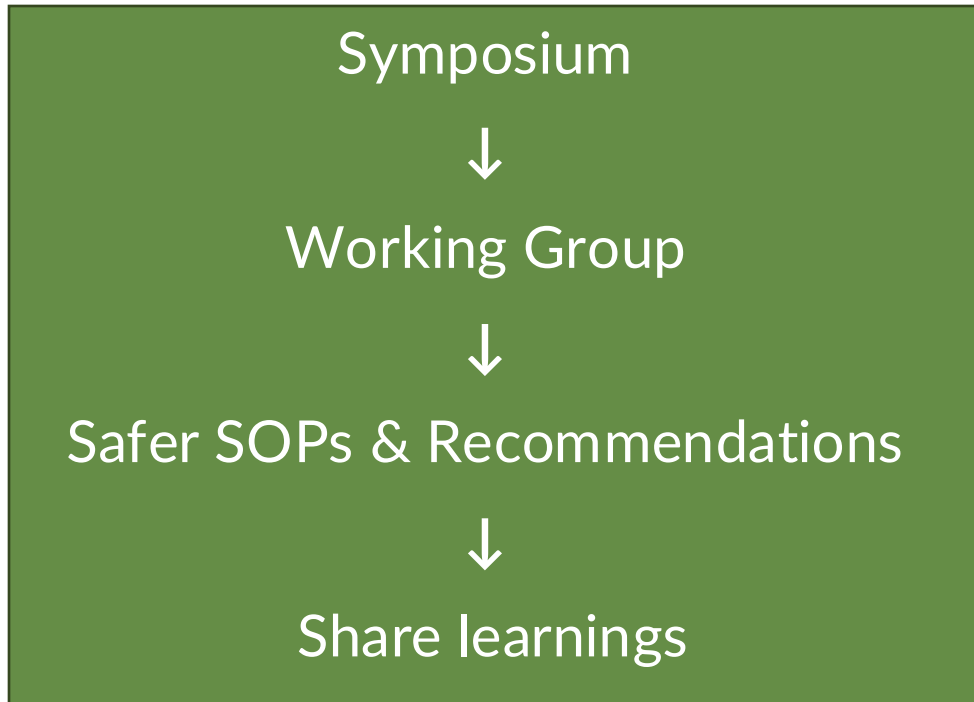 Symposium
↓
Working Group
↓
Safer SOPs & Recommendations
↓
Share learnings